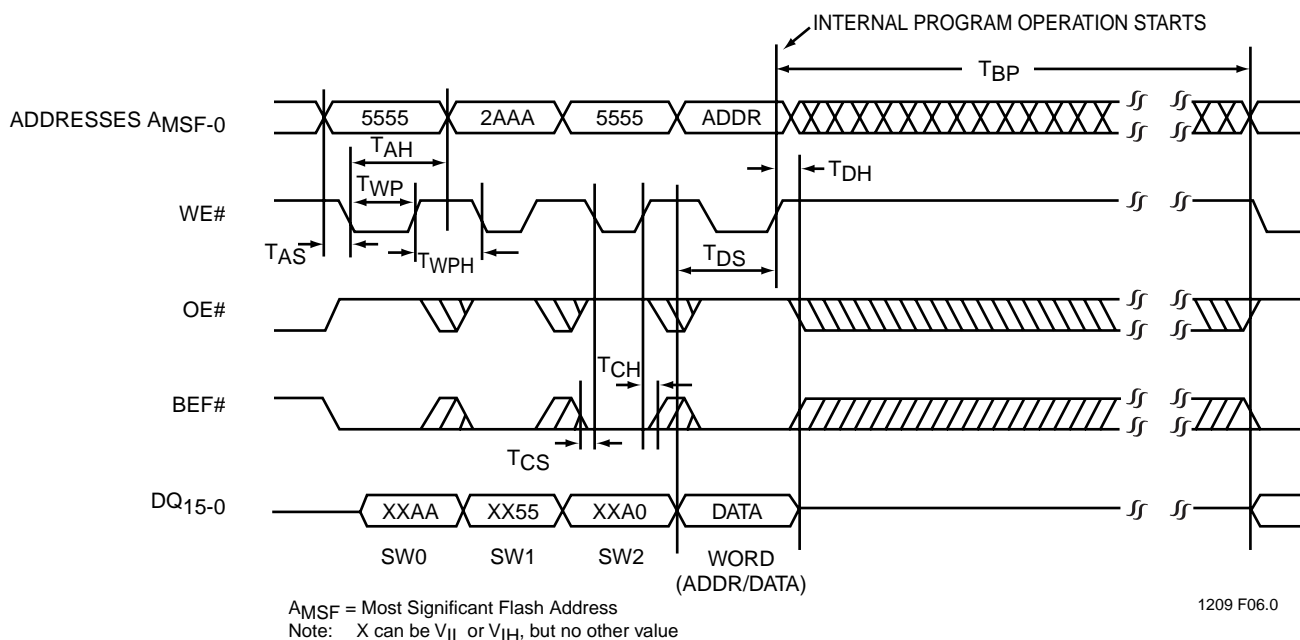 INTERNAL PROGRAM OPERATION STARTS
TBP
ADDRESSES AMSF-0
5555 2AAA 5555 ADDR
TAH
TDH
TWP
WE#
TAS
TWPH
TDS
OE#
TCH
BEF#
TCS
DQ15-0
XXAA XX55 XXA0 DATA
SW0 SW1 SW2 WORD
(ADDR/DATA)
AMSF = Most Significant Flash Address
1209 F06.0
Note: X can be VIL or VIH, but no other value